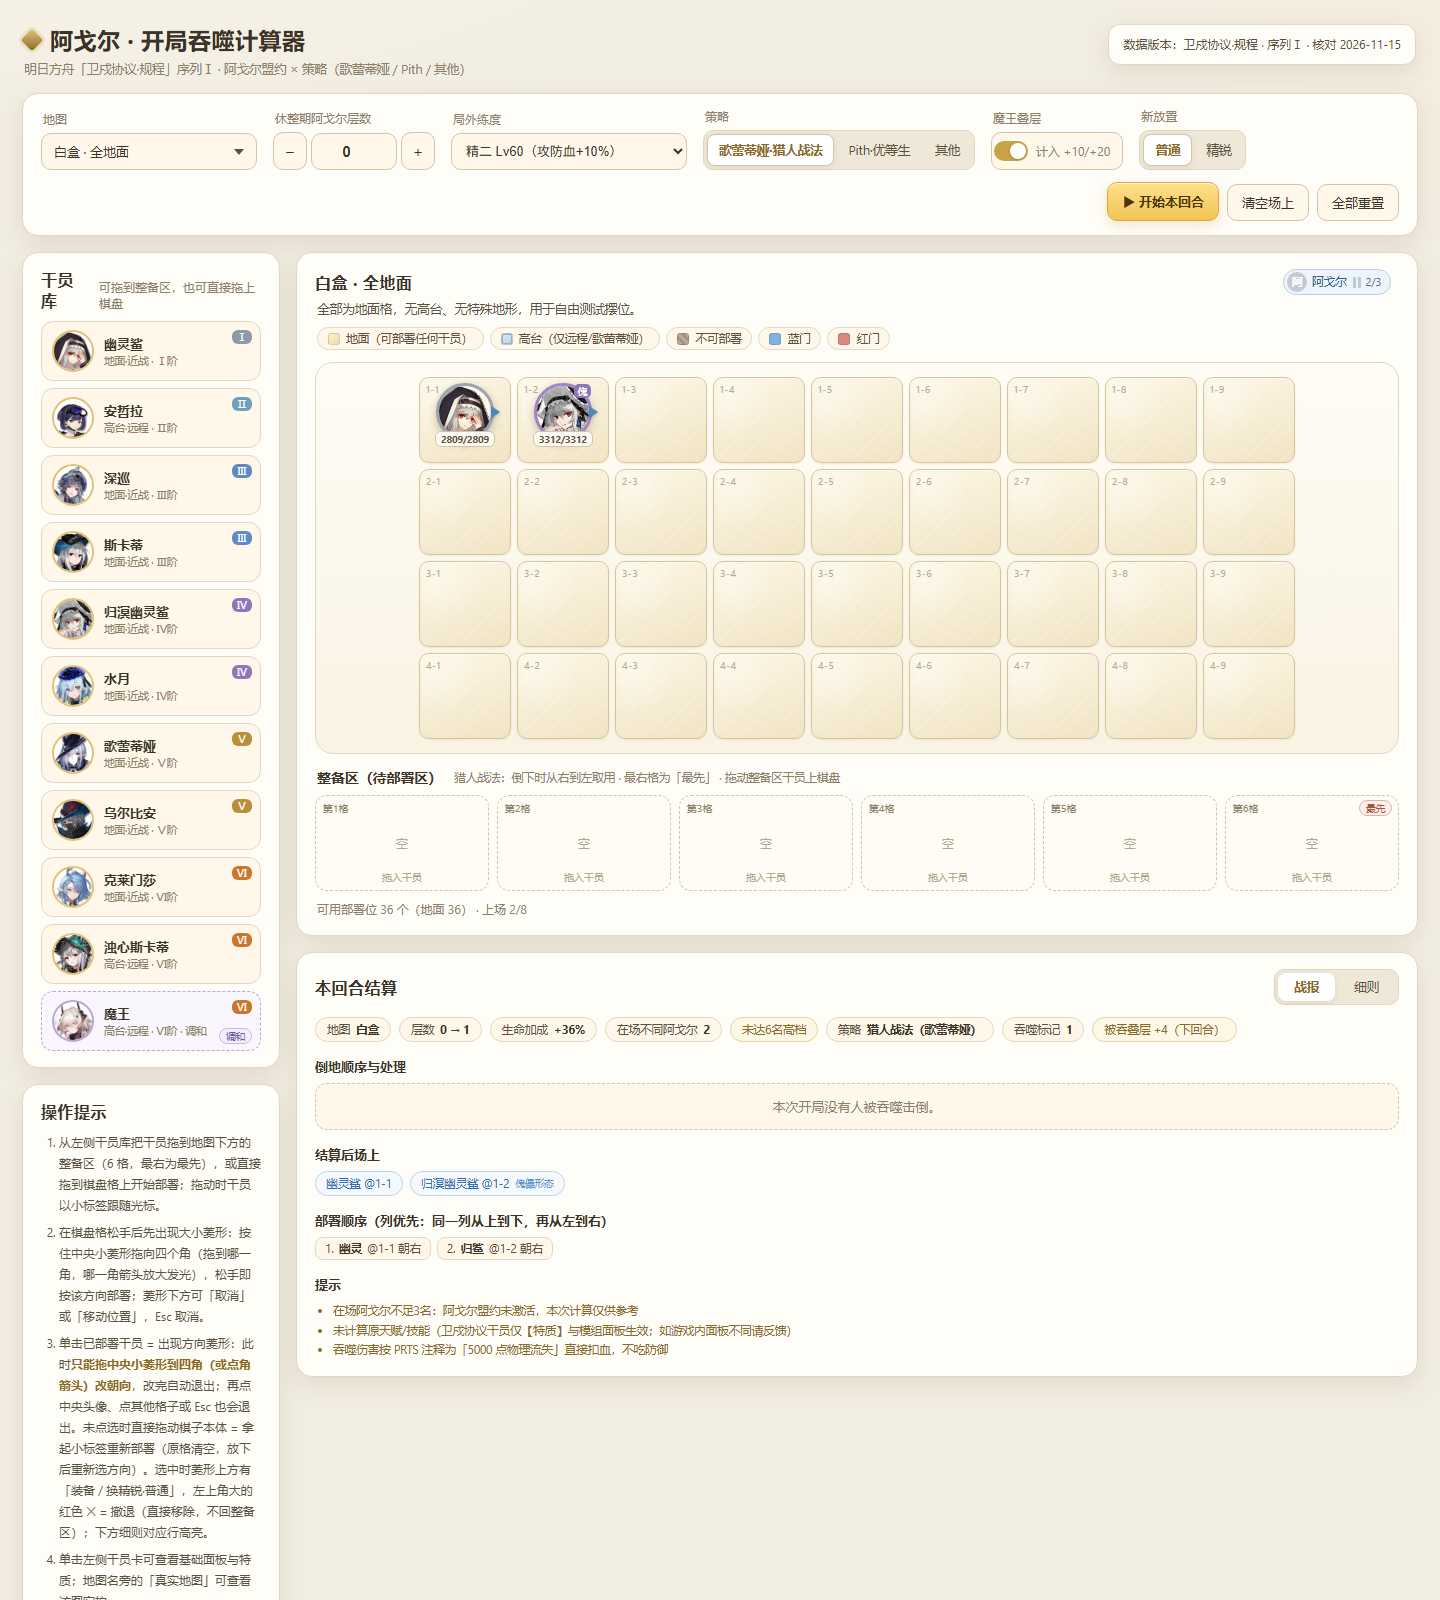 阿戈尔 · 开局吞噬计算器
明日方舟「卫戍协议·规程」序列 I · 阿戈尔盟约 × 策略（歌蕾蒂娅 / Pith / 其他）
数据版本：卫戍协议·规程 · 序列 I · 核对 2026-11-15
地图
休整期阿戈尔层数
局外练度
策略
魔王叠层
新放置
白盒 · 全地面
−
0
+
精二 Lv60（攻防血+10%）
歌蕾蒂娅·猎人战法
Pith·优等生
其他
计入 +10/+20
普通
精锐
▶ 开始本回合
清空场上
全部重置
干员库
可拖到整备区，也可直接拖上棋盘
幽灵鲨
I
地面·近战 · I 阶
安哲拉
II
高台·远程 · II阶
深巡
III
地面·近战 · III阶
斯卡蒂
III
地面·近战 · III阶
归溟幽灵鲨
IV
地面·近战 · IV阶
水月
IV
地面·近战 · IV阶
歌蕾蒂娅
V
地面·近战 · V 阶
乌尔比安
V
地面·近战 · V 阶
克莱门莎
VI
地面·近战 · VI阶
浊心斯卡蒂
VI
高台·远程 · VI阶
魔王
VI
高台·远程 · VI阶 · 调和
调和
操作提示
1. 从左侧干员库把干员拖到地图下方的
整备区（6 格，最右为最先），或直接
拖到棋盘格上开始部署；拖动时干员
以小标签跟随光标。
2. 在棋盘格松手后先出现大小菱形：按
住中央小菱形拖向四个角（拖到哪一
角，哪一角箭头放大发光），松手即
按该方向部署；菱形下方可「取消」
或「移动位置」，Esc 取消。
3. 单击已部署干员 = 出现方向菱形：此
时只能拖中央小菱形到四角（或点角
箭头）改朝向，改完自动退出；再点
中央头像、点其他格子或 Esc 也会退
出。未点选时直接拖动棋子本体 = 拿
起小标签重新部署（原格清空，放下
后重新选方向）。选中时菱形上方有
「装备 / 换精锐·普通」，左上角大的
红色 × = 撤退（直接移除，不回整备
区）；下方细则对应行高亮。
4. 单击左侧干员卡可查看基础面板与特
质；地图名旁的「真实地图」可查看
白盒 · 全地面
阿 阿戈尔 2/3
全部为地面格，无高台、无特殊地形，用于自由测试摆位。
地面（可部署任何干员）
高台（仅远程/歌蕾蒂娅）
不可部署
蓝门
红门
1-1
1-2
1-3
1-4
1-5
1-6
1-7
1-8
1-9
傀
2809/2809
3312/3312
2-1
2-2
2-3
2-4
2-5
2-6
2-7
2-8
2-9
3-1
3-2
3-3
3-4
3-5
3-6
3-7
3-8
3-9
4-1
4-2
4-3
4-4
4-5
4-6
4-7
4-8
4-9
整备区（待部署区）
猎人战法：倒下时从右到左取用 · 最右格为「最先」 · 拖动整备区干员上棋盘
第1格
第2格
第3格
第4格
第5格
第6格
最先
空
空
空
空
空
空
拖入干员
拖入干员
拖入干员
拖入干员
拖入干员
拖入干员
可用部署位 36 个（地面 36） · 上场 2/8
本回合结算
战报
细则
地图 白盒
层数 0 → 1
生命加成 +36%
在场不同阿戈尔 2
未达6名高档
策略 猎人战法（歌蕾蒂娅）
吞噬标记 1
被吞叠层 +4（下回合）
倒地顺序与处理
本次开局没有人被吞噬击倒。
结算后场上
幽灵鲨 @1-1
归溟幽灵鲨 @1-2 傀儡形态
部署顺序（列优先：同一列从上到下，再从左到右）
1. 幽灵 @1-1 朝右
2. 归鲨 @1-2 朝右
提示
• 在场阿戈尔不足3名：阿戈尔盟约未激活，本次计算仅供参考
• 未计算原天赋/技能（卫戍协议干员仅【特质】与模组面板生效；如游戏内面板不同请反馈）
• 吞噬伤害按 PRTS 注释为「5000 点物理流失」直接扣血，不吃防御